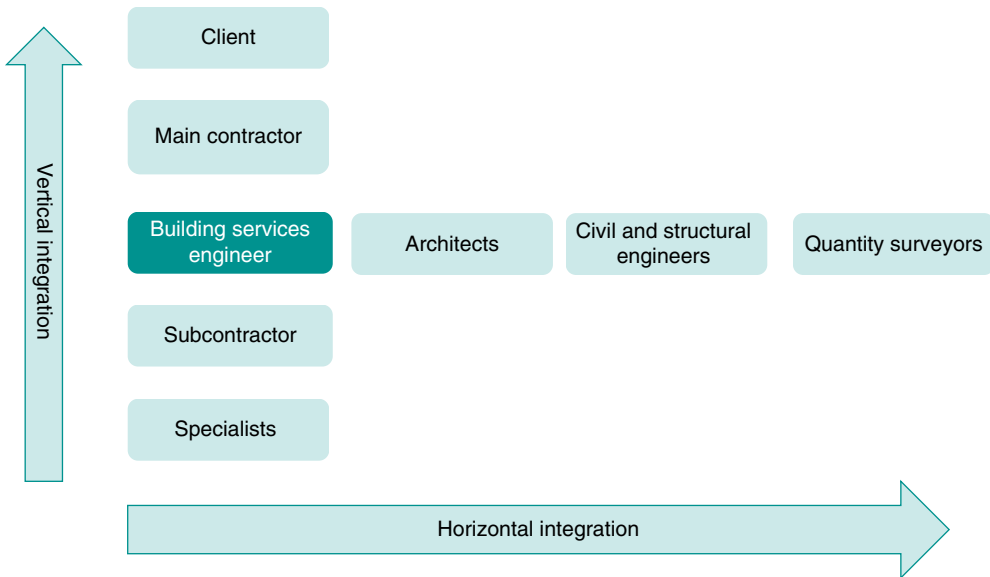 Client
Main contractor
Vertical integration
Building services
engineer
Architects
Civil and structural
engineers
Quantity surveyors
Subcontractor
Specialists
Horizontal integration